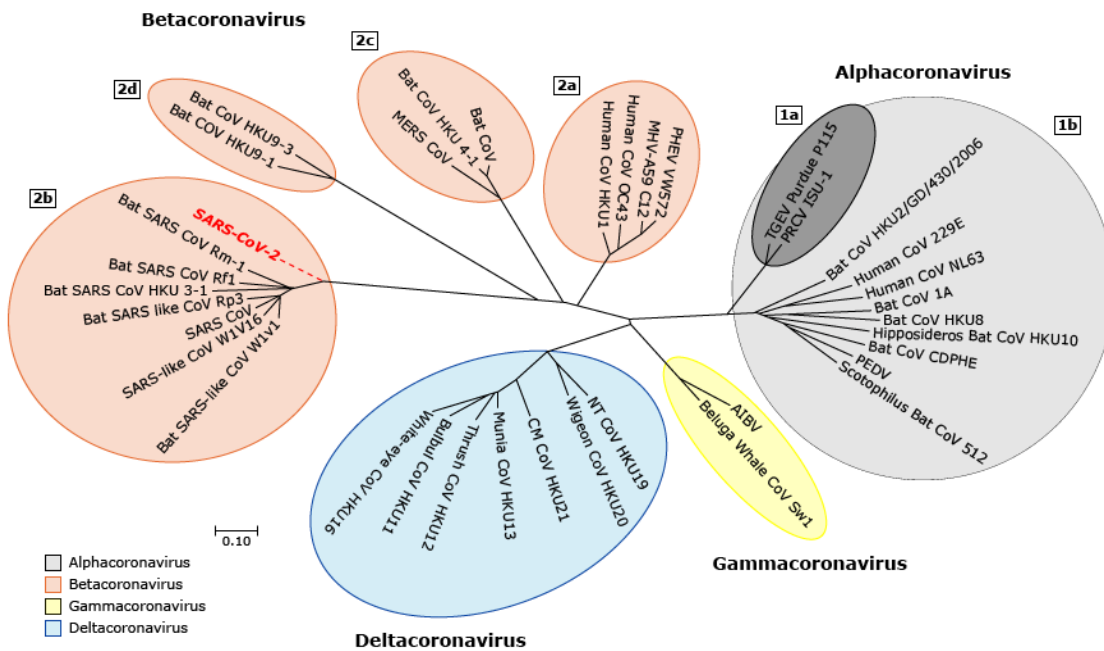 Betacoronavirus
2c
2d
2a
Alphacoronavirus
1a
1b
Bat CoV HKU9-3
Bat COV HKU9-1
Bat CoV
Bat CoV HKU 4-1
MERS CoV
PHEV VW572
MHV-A59 C12
Human CoV OC43
Human CoV HKU1
TGEV Purdue P115
PRCV ISU-1
Bat CoV HKU2/GD/430/2006
Human CoV 229E
Human CoV NL63
Bat CoV 1A
Bat CoV HKU8
Hipposideros Bat CoV HKU10
Bat CoV CDPHE
PEDV
Scotophilus Bat CoV 512
2b
SARS-CoV-2
Bat SARS CoV Rm-1
Bat SARS CoV Rf1
Bat SARS CoV HKU 3-1
Bat SARS like CoV Rp3
SARS CoV
SARS-like CoV W1V16
Bat SARS-like CoV W1v1
White-eye CoV HKU16
Bulbul CoV HKU11
Thrush CoV HKU12
Munia CoV HKU13
CM CoV HKU21
Wigeon CoV HKU20
NT CoV HKU19
AIBV
Beluga Whale CoV Sw1
Gammacoronavirus
Deltacoronavirus
0.10
Alphacoronavirus
Betacoronavirus
Gammacoronavirus
Deltacoronavirus